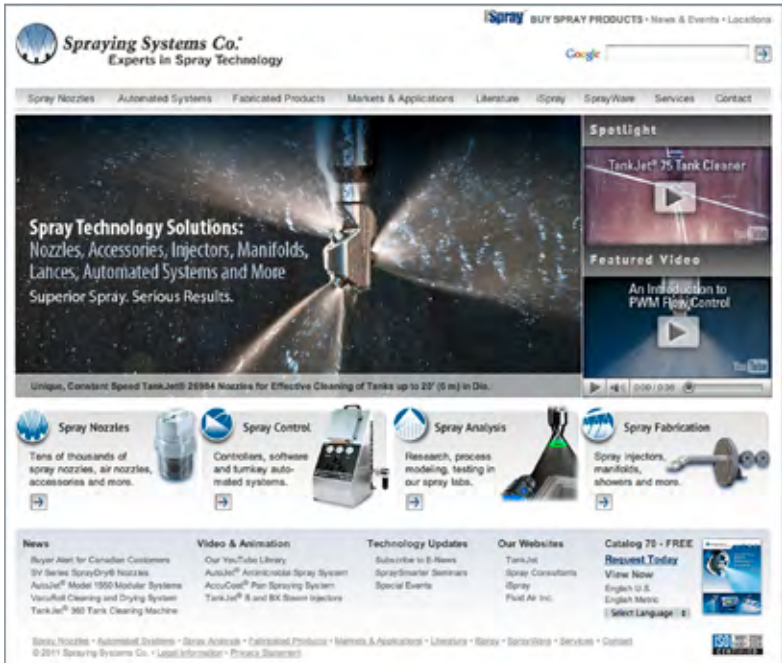 iSpray BUY SPRAY PRODUCTS • News & Events • Locations
Spraying Systems Co.®
Experts in Spray Technology
Google
Spray Nozzles Automated Systems Fabricated Products Markets & Applications Literature iSpray SprayWare Services Contact
Spotlight
TankJet® 75 Tank Cleaner
YouTube
Spray Technology Solutions:
Nozzles, Accessories, Injectors, Manifolds,
Lances, Automated Systems and More
Superior Spray. Serious Results.
Featured Video
An Introduction to
PWM Flow Control
YouTube
0:00 / 0:36
Unique, Constant Speed TankJet® 26984 Nozzles for Effective Cleaning of Tanks up to 20' (6 m) in Dia.
Spray Nozzles
Tens of thousands of
spray nozzles, air nozzles,
accessories and more.
Spray Control
Controllers, software
and turnkey auto-
mated systems.
Spray Analysis
Research, process
modeling, testing in
our spray labs.
Spray Fabrication
Spray injectors,
manifolds,
showers and more.
News
Buyer Alert for Canadian Customers
SV Series SprayDry® Nozzles
AutoJet® Model 1550 Modular Systems
VacuRoll Cleaning and Drying System
TankJet® 360 Tank Cleaning Machine
Video & Animation
Our YouTube Library
AutoJet® Antimicrobial Spray System
AccuCoat® Pan Spraying System
TankJet® B and BX Steam Injectors
Technology Updates
Subscribe to E-News
SpraySmarter Seminars
Special Events
Our Websites
TankJet
Spray Consultants
iSpray
Fluid Air Inc.
Catalog 70 - FREE
Request Today
View Now
English U.S.
English Metric
Select Language
Spray Nozzles • Automated Systems • Spray Analysis • Fabricated Products • Markets & Applications • Literature • iSpray • SprayWare • Services • Contact
© 2011 Spraying Systems Co. • Legal Information • Privacy Statement
ISO
CERTIFIED